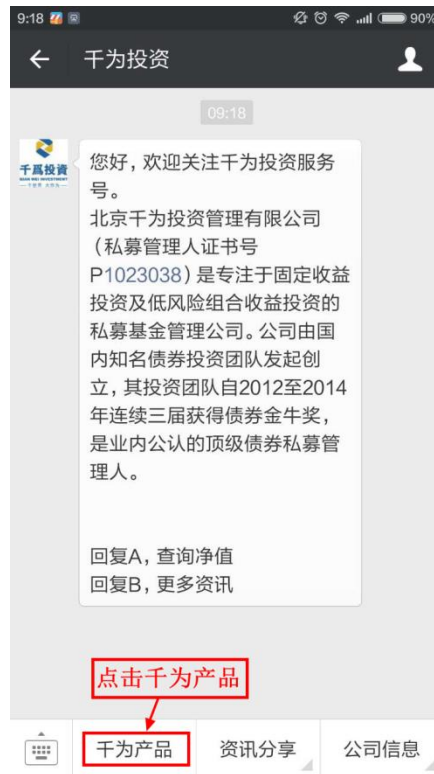 9:18 90%
千为投资
09:18
千爲投資
您好，欢迎关注千为投资服务
号。
北京千为投资管理有限公司
（私募管理人证书号
P1023038）是专注于固定收益
投资及低风险组合收益投资的
私募基金管理公司。公司由国
内知名债券投资团队发起创
立，其投资团队自2012至2014
年连续三届获得债券金牛奖，
是业内公认的顶级债券私募管
理人。
回复A，查询净值
回复B，更多资讯
点击千为产品
千为产品 资讯分享 公司信息